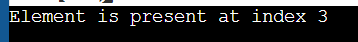 Element is present at index 3